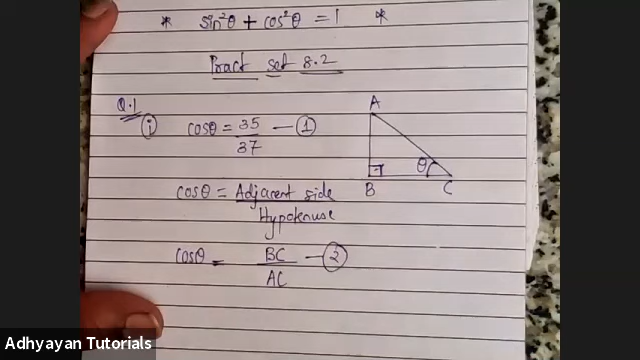 * sin²θ + cos²θ = 1 *
Pract set 8.2
Q.1
(i) cosθ = 35/37 — ①
A
θ
B C
cosθ = Adjacent side
Hypotenuse
cosθ = BC/AC — ②
Adhyayan Tutorials